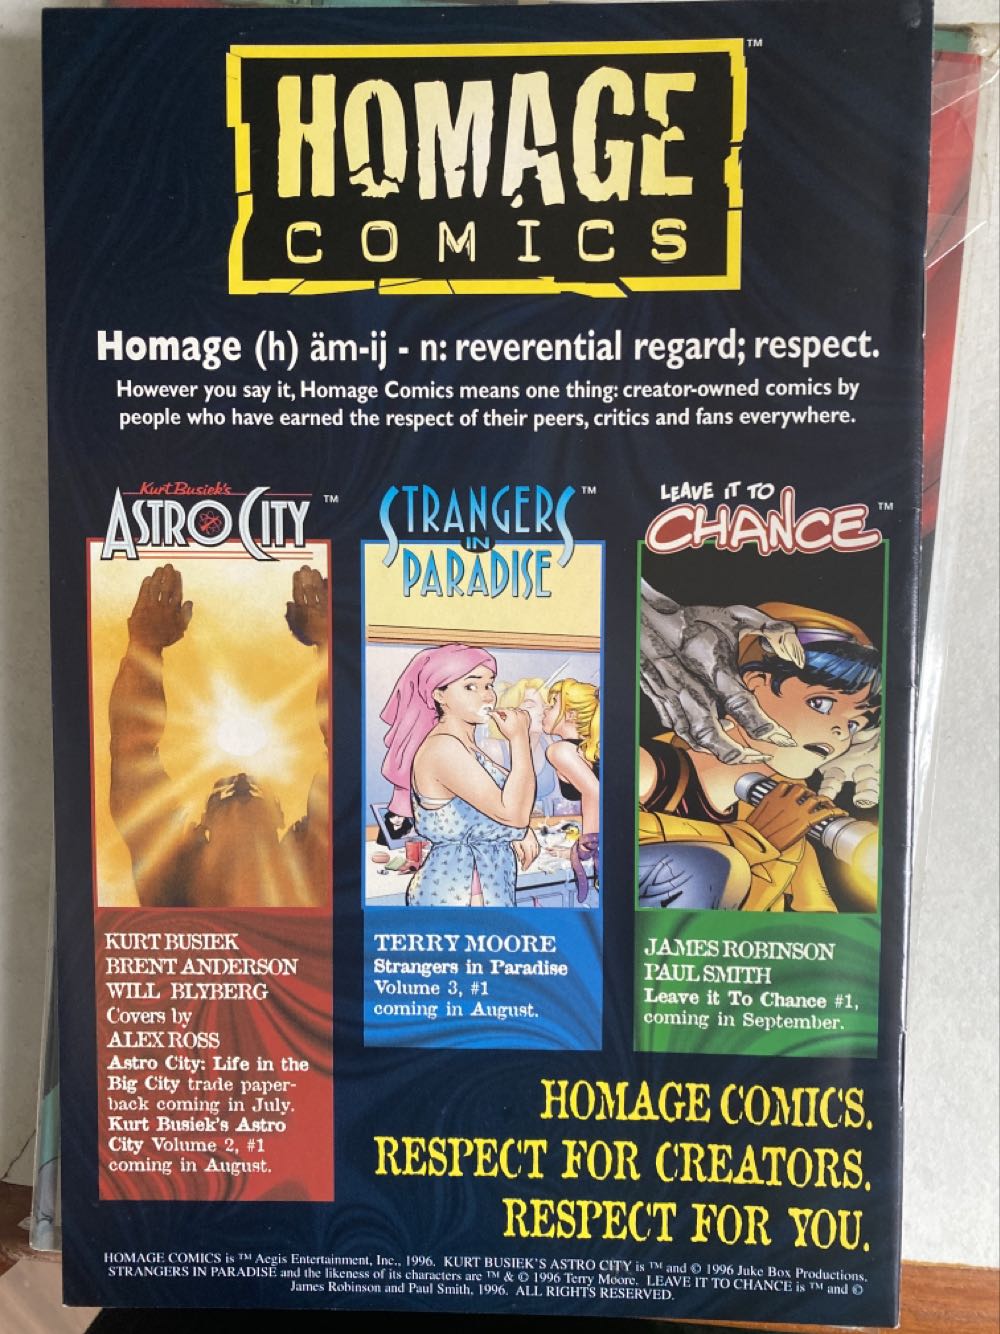 HOMAGE™
COMICS
Homage (h) äm-ij - n: reverential regard; respect.
However you say it, Homage Comics means one thing: creator-owned comics by
people who have earned the respect of their peers, critics and fans everywhere.
Kurt Busiek's
ASTRO CITY™
KURT BUSIEK
BRENT ANDERSON
WILL BLYBERG
Covers by
ALEX ROSS
Astro City: Life in the
Big City trade paper-
back coming in July.
Kurt Busiek's Astro
City Volume 2, #1
coming in August.
STRANGERS™
IN
PARADISE
TERRY MOORE
Strangers in Paradise
Volume 3, #1
coming in August.
LEAVE IT TO
CHANCE™
JAMES ROBINSON
PAUL SMITH
Leave it To Chance #1,
coming in September.
HOMAGE COMICS.
RESPECT FOR CREATORS.
RESPECT FOR YOU.
HOMAGE COMICS is ™ Aegis Entertainment, Inc., 1996. KURT BUSIEK'S ASTRO CITY is ™ and © 1996 Juke Box Productions.
STRANGERS IN PARADISE and the likeness of its characters are ™ & © 1996 Terry Moore. LEAVE IT TO CHANCE is ™ and ©
James Robinson and Paul Smith, 1996. ALL RIGHTS RESERVED.